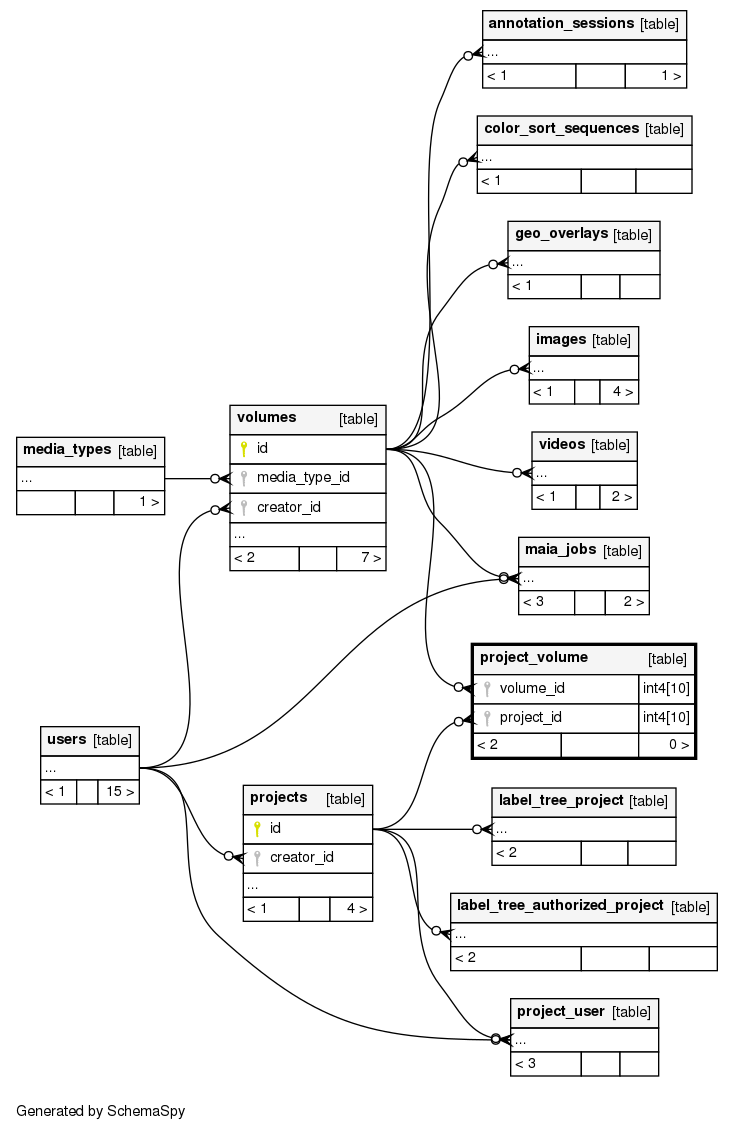 annotation_sessions [table]
...
< 1 1 >
color_sort_sequences [table]
...
< 1
geo_overlays [table]
...
< 1
images [table]
...
< 1 4 >
volumes [table]
id
media_type_id
creator_id
...
< 2 7 >
media_types [table]
...
1 >
videos [table]
...
< 1 2 >
maia_jobs [table]
...
< 3 2 >
project_volume [table]
volume_id int4[10]
project_id int4[10]
< 2 0 >
users [table]
...
< 1 15 >
projects [table]
id
creator_id
...
< 1 4 >
label_tree_project [table]
...
< 2
label_tree_authorized_project [table]
...
< 2
project_user [table]
...
< 3
Generated by SchemaSpy